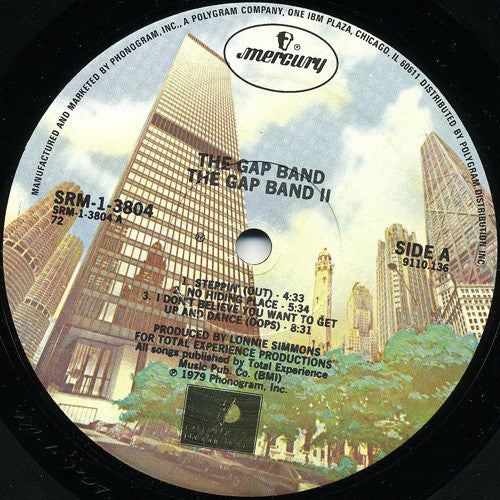 MANUFACTURED AND MARKETED BY PHONOGRAM, INC., A POLYGRAM COMPANY, ONE IBM PLAZA, CHICAGO, IL 60611 DISTRIBUTED BY POLYGRAM DISTRIBUTION INC
mercury
THE GAP BAND
THE GAP BAND II
SRM-1-3804
SRM-1-3804 A
72
SIDE A
9110.136
℗
1. STEPPIN' (OUT) - 4:33
2. NO HIDING PLACE - 5:34
3. I DON'T BELIEVE YOU WANT TO GET
UP AND DANCE (OOPS) - 8:31
PRODUCED BY LONNIE SIMMONS
FOR TOTAL EXPERIENCE PRODUCTIONS
All songs published by Total Experience
Music Pub. Co. (BMI)
℗ 1979 Phonogram, Inc.